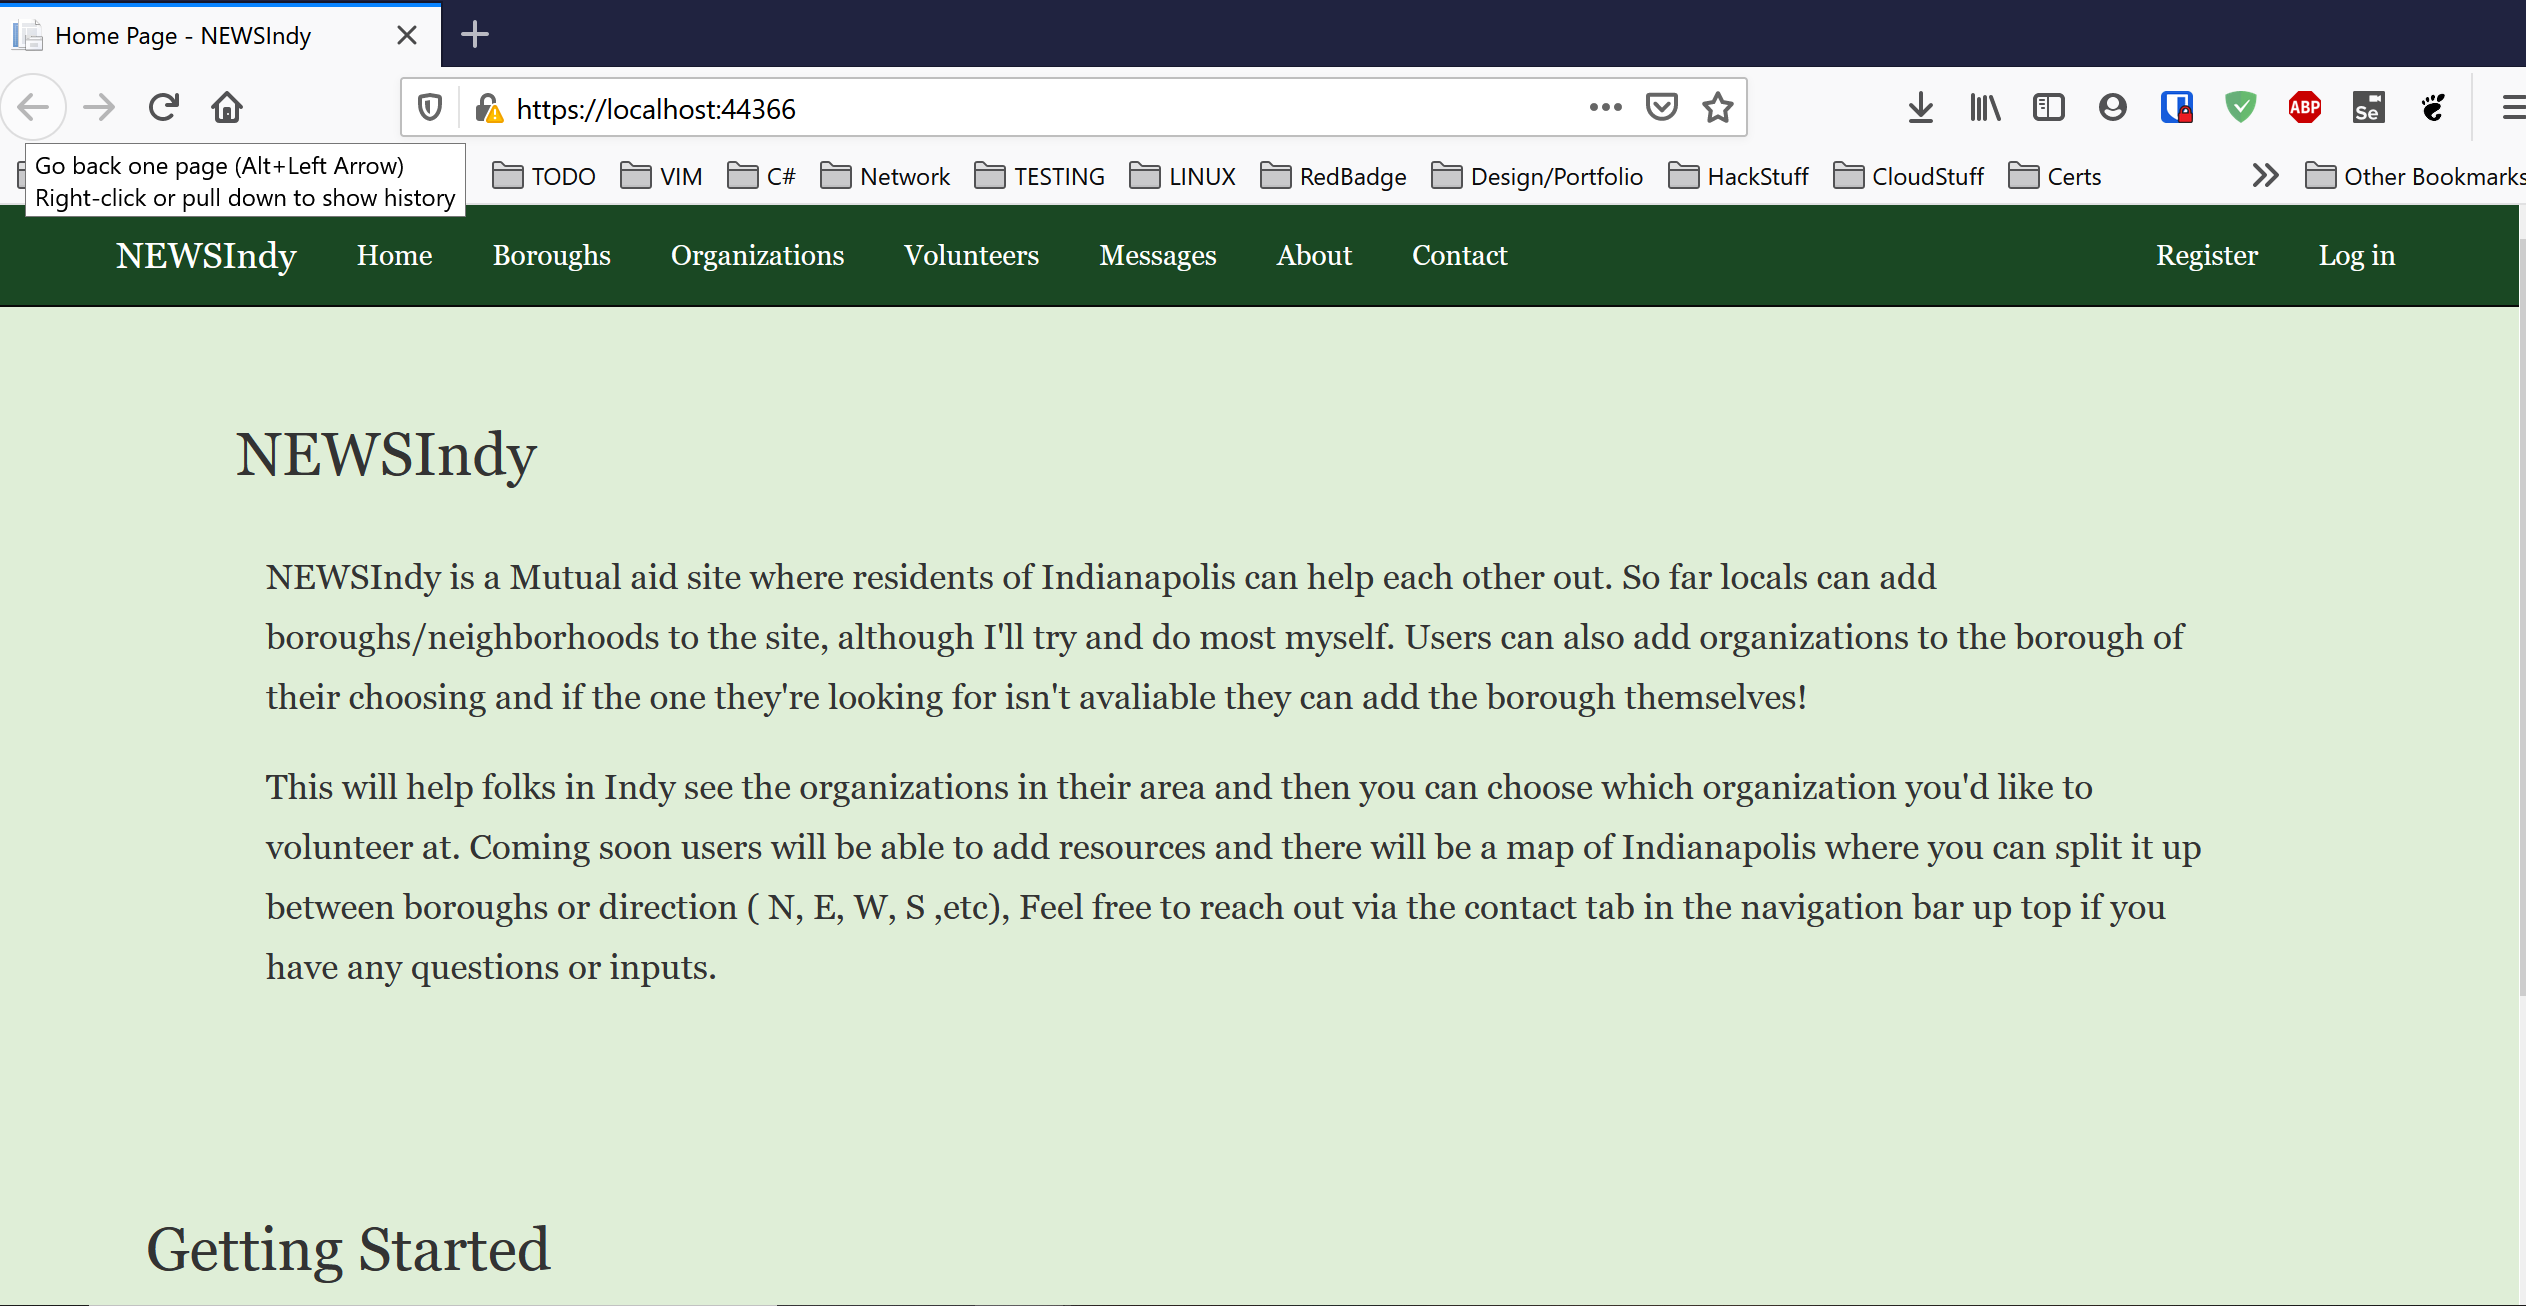 Home Page - NEWSIndy
https://localhost:44366
ABP
Se
Go back one page (Alt+Left Arrow)
Right-click or pull down to show history
TODO VIM C# Network TESTING LINUX RedBadge Design/Portfolio HackStuff CloudStuff Certs Other Bookmarks
NEWSIndy Home Boroughs Organizations Volunteers Messages About Contact Register Log in
NEWSIndy
NEWSIndy is a Mutual aid site where residents of Indianapolis can help each other out. So far locals can add
boroughs/neighborhoods to the site, although I'll try and do most myself. Users can also add organizations to the borough of
their choosing and if the one they're looking for isn't avaliable they can add the borough themselves!
This will help folks in Indy see the organizations in their area and then you can choose which organization you'd like to
volunteer at. Coming soon users will be able to add resources and there will be a map of Indianapolis where you can split it up
between boroughs or direction ( N, E, W, S ,etc), Feel free to reach out via the contact tab in the navigation bar up top if you
have any questions or inputs.
Getting Started